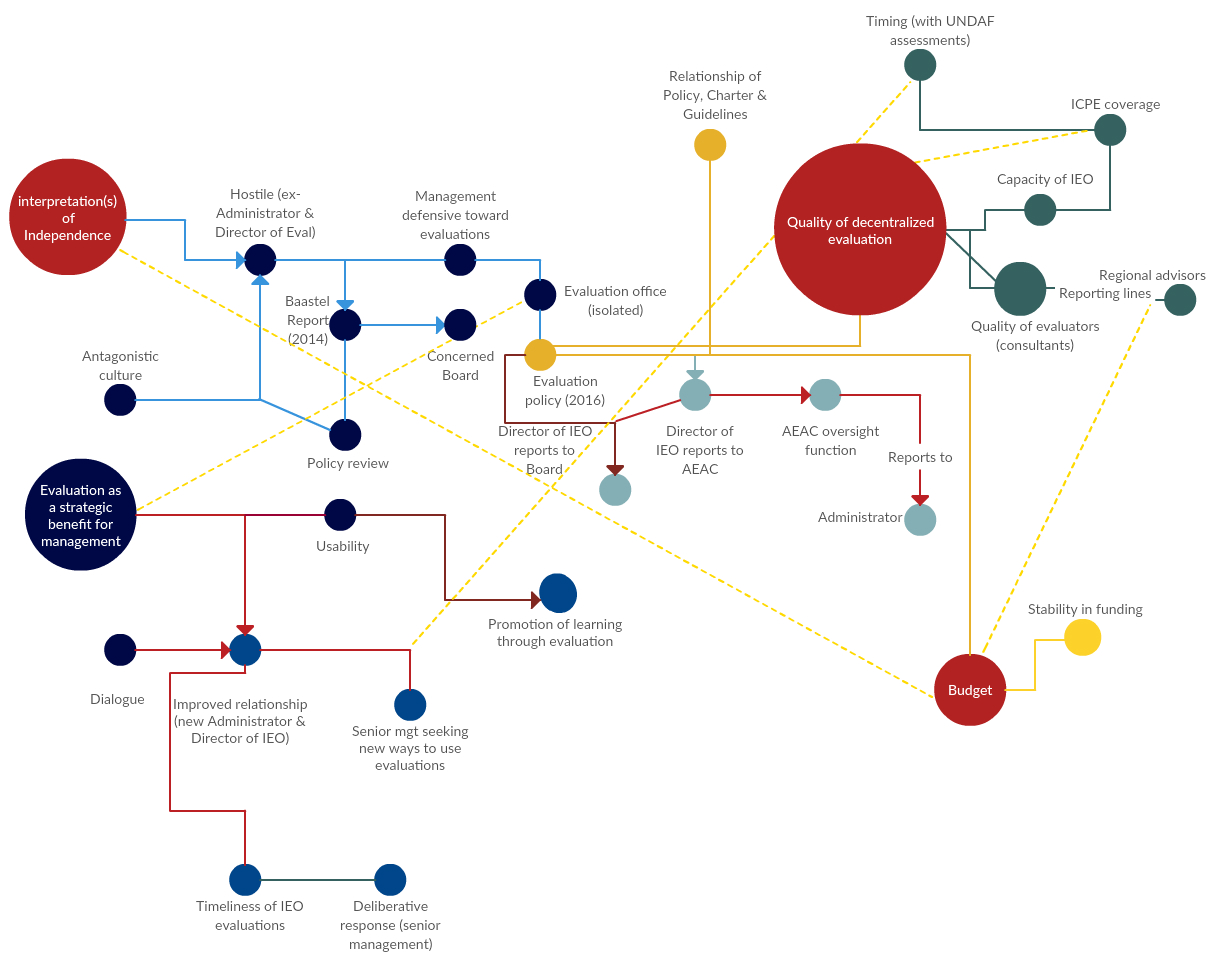 Timing (with UNDAF
assessments)
Relationship of
Policy, Charter &
Guidelines
ICPE coverage
interpretation(s)
of
Independence
Hostile (ex-
Administrator &
Director of Eval)
Management
defensive toward
evaluations
Quality of decentralized
evaluation
Capacity of IEO
Regional advisors
Reporting lines
Quality of evaluators
(consultants)
Evaluation office
(isolated)
Baastel
Report
(2014)
Concerned
Board
Antagonistic
culture
Evaluation
policy (2016)
Director of IEO
reports to
Board
Director of
IEO reports to
AEAC
AEAC oversight
function
Reports to
Administrator
Policy review
Evaluation as
a strategic
benefit for
management
Usability
Promotion of learning
through evaluation
Stability in funding
Budget
Dialogue
Improved relationship
(new Administrator &
Director of IEO)
Senior mgt seeking
new ways to use
evaluations
Timeliness of IEO
evaluations
Deliberative
response (senior
management)